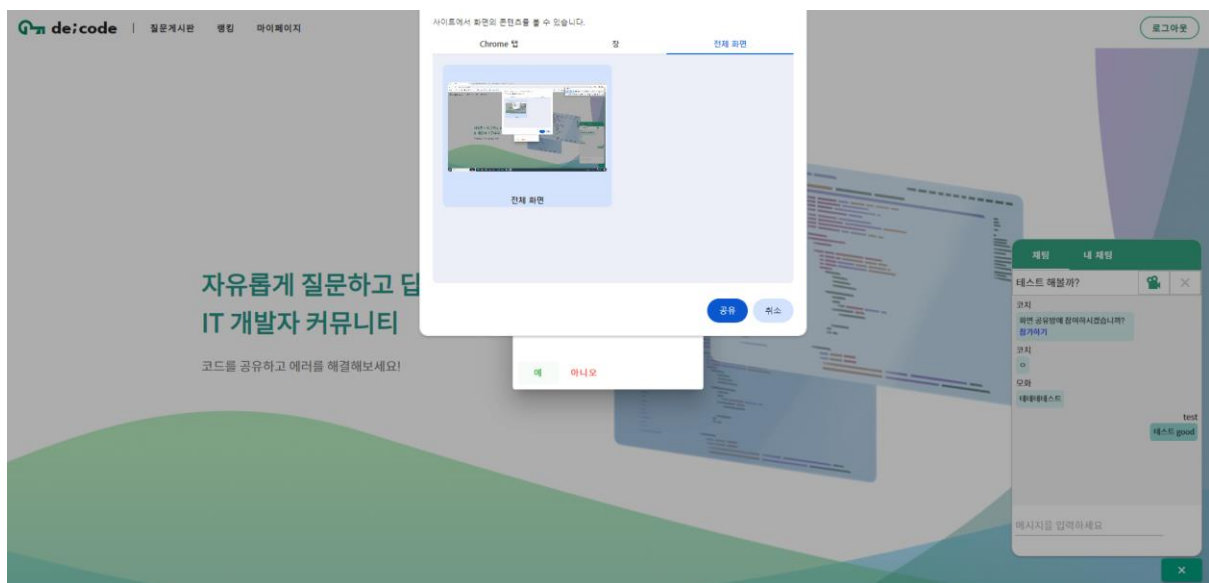 de;code
질문게시판
랭킹
마이페이지
로그아웃
사이트에서 화면의 콘텐츠를 볼 수 있습니다.
Chrome 탭
창
전체 화면
전체 화면
공유
취소
자유롭게 질문하고 답
IT 개발자 커뮤니티
코드를 공유하고 에러를 해결해보세요!
예
아니오
채팅
내 채팅
테스트 해볼까?
코치
화면 공유방에 참여하시겠습니까?
참가하기
코치
ㅇ
모화
테테테테스트
test
테스트 good
메시지를 입력하세요